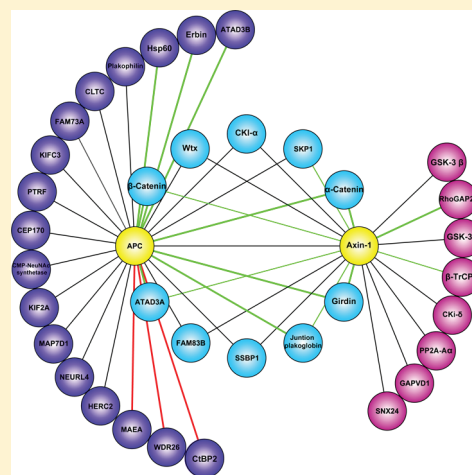 ATAD3B
Erbin
Hsp60
Plakophilin
CLTC
FAM73A
KIFC3
PTRF
CEP170
CMP-NeuNAc
synthetase
KIF2A
MAP7D1
NEURL4
HERC2
MAEA
WDR26
CtBP2
Wtx
CKI-α
SKP1
β-Catenin
α-Catenin
APC
Axin-1
ATAD3A
Girdin
FAM83B
SSBP1
Juntion
plakoglobin
GSK-3 β
RhoGAP21
GSK-3
β-TrCP
CKi-δ
PP2A-Aα
GAPVD1
SNX24